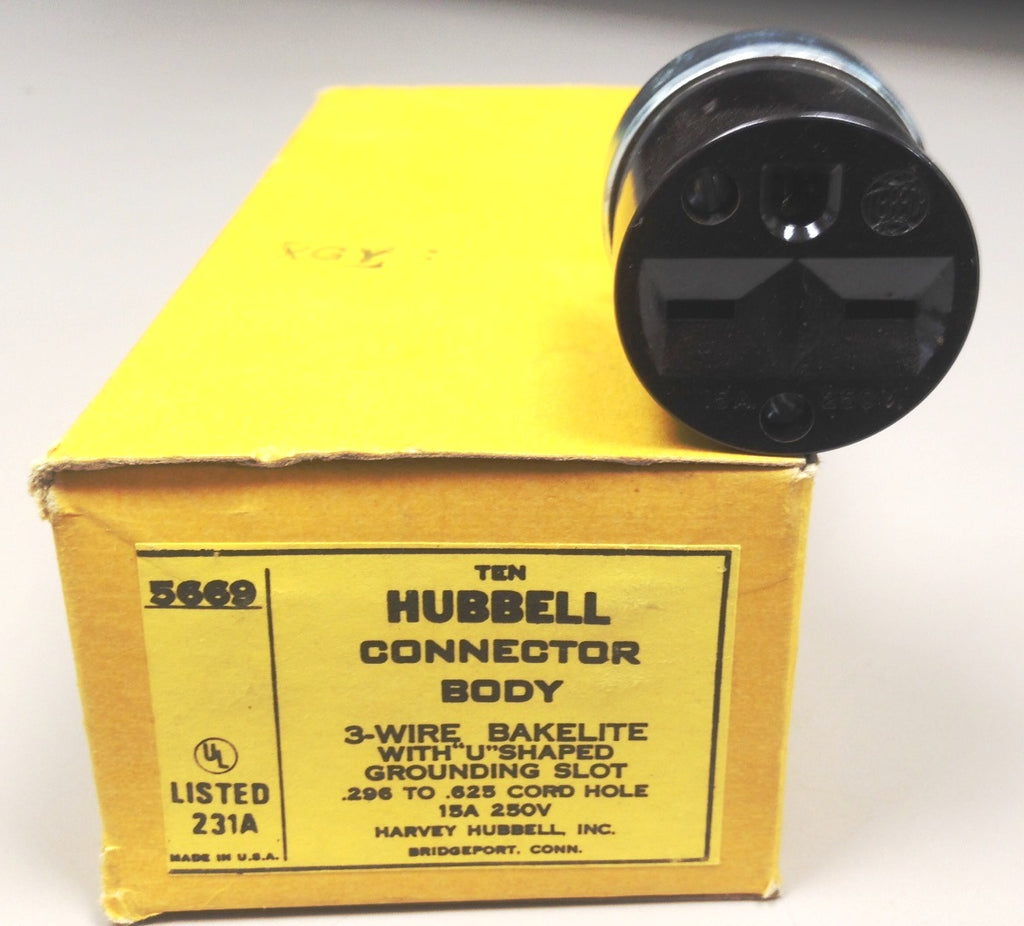 5669
UL
LISTED
231A
MADE IN U.S.A.
TEN
HUBBELL
CONNECTOR
BODY
3-WIRE BAKELITE
WITH "U" SHAPED
GROUNDING SLOT
.296 TO .625 CORD HOLE
15A 250V
HARVEY HUBBELL, INC.
BRIDGEPORT, CONN.
15A. 250V.